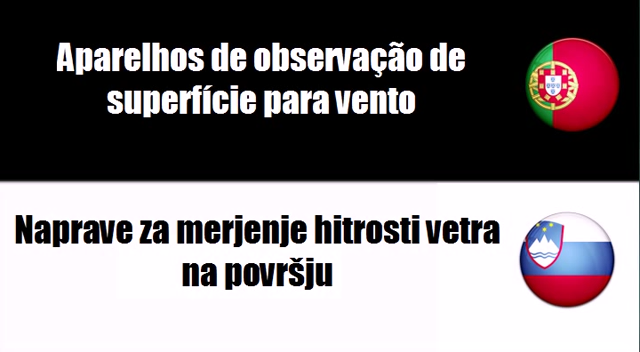 Aparelhos de observação de
superfície para vento
Naprave za merjenje hitrosti vetra
na površju